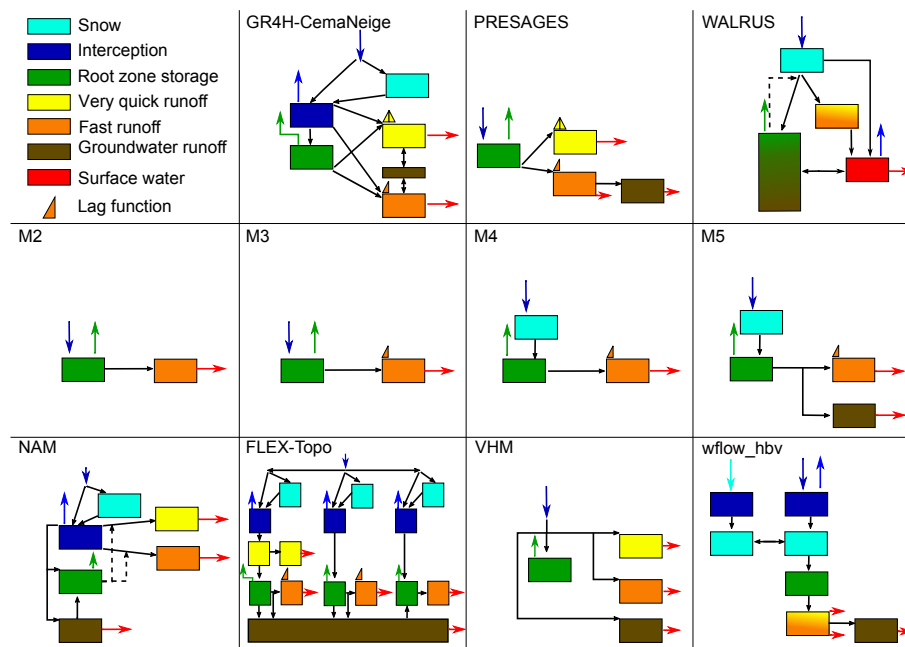 Snow
Interception
Root zone storage
Very quick runoff
Fast runoff
Groundwater runoff
Surface water
Lag function
GR4H-CemaNeige
PRESAGES
WALRUS
M2
M3
M4
M5
NAM
FLEX-Topo
VHM
wflow_hbv